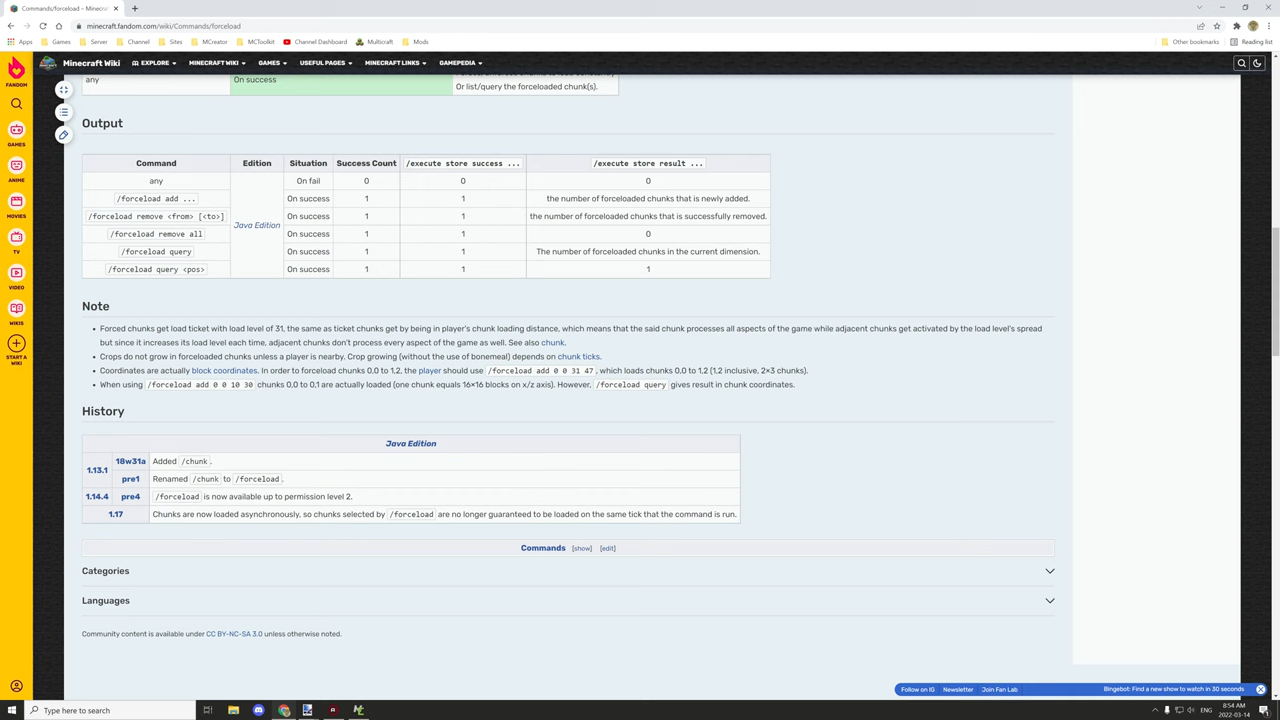 Commands/forceload – Minecraft
minecraft.fandom.com/wiki/Commands/forceload
Apps Games Server Channel Sites MCreator MCToolkit Channel Dashboard Multicraft Mods Other bookmarks Reading list
Minecraft Wiki EXPLORE MINECRAFT WIKI GAMES USEFUL PAGES MINECRAFT LINKS GAMEPEDIA
FANDOM
GAMES
ANIME
MOVIES
TV
VIDEO
WIKIS
START A
WIKI
any On success
Or list/query the forceloaded chunk(s).
Output
Command Edition Situation Success Count /execute store success ... /execute store result ...
any On fail 0 0 0
/forceload add ... On success 1 1 the number of forceloaded chunks that is newly added.
/forceload remove <from> [<to>] On success 1 1 the number of forceloaded chunks that is successfully removed.
Java Edition
/forceload remove all On success 1 1 0
/forceload query On success 1 1 The number of forceloaded chunks in the current dimension.
/forceload query <pos> On success 1 1 1
Note
• Forced chunks get load ticket with load level of 31, the same as ticket chunks get by being in player's chunk loading distance, which means that the said chunk processes all aspects of the game while adjacent chunks get activated by the load level's spread
but since it increases its load level each time, adjacent chunks don't process every aspect of the game as well. See also chunk.
• Crops do not grow in forceloaded chunks unless a player is nearby. Crop growing (without the use of bonemeal) depends on chunk ticks.
• Coordinates are actually block coordinates. In order to forceload chunks 0,0 to 1,2, the player should use /forceload add 0 0 31 47, which loads chunks 0,0 to 1,2 (1,2 inclusive, 2×3 chunks).
• When using /forceload add 0 0 10 30 chunks 0,0 to 0,1 are actually loaded (one chunk equals 16×16 blocks on x/z axis). However, /forceload query gives result in chunk coordinates.
History
Java Edition
1.13.1 18w31a Added /chunk.
pre1 Renamed /chunk to /forceload.
1.14.4 pre4 /forceload is now available up to permission level 2.
1.17 Chunks are now loaded asynchronously, so chunks selected by /forceload are no longer guaranteed to be loaded on the same tick that the command is run.
Commands [show] [edit]
Categories
Languages
Community content is available under CC BY-NC-SA 3.0 unless otherwise noted.
Follow on IG Newsletter Join Fan Lab Bingebot: Find a new show to watch in 30 seconds
Type here to search
ENG
8:54 AM
2022-03-14